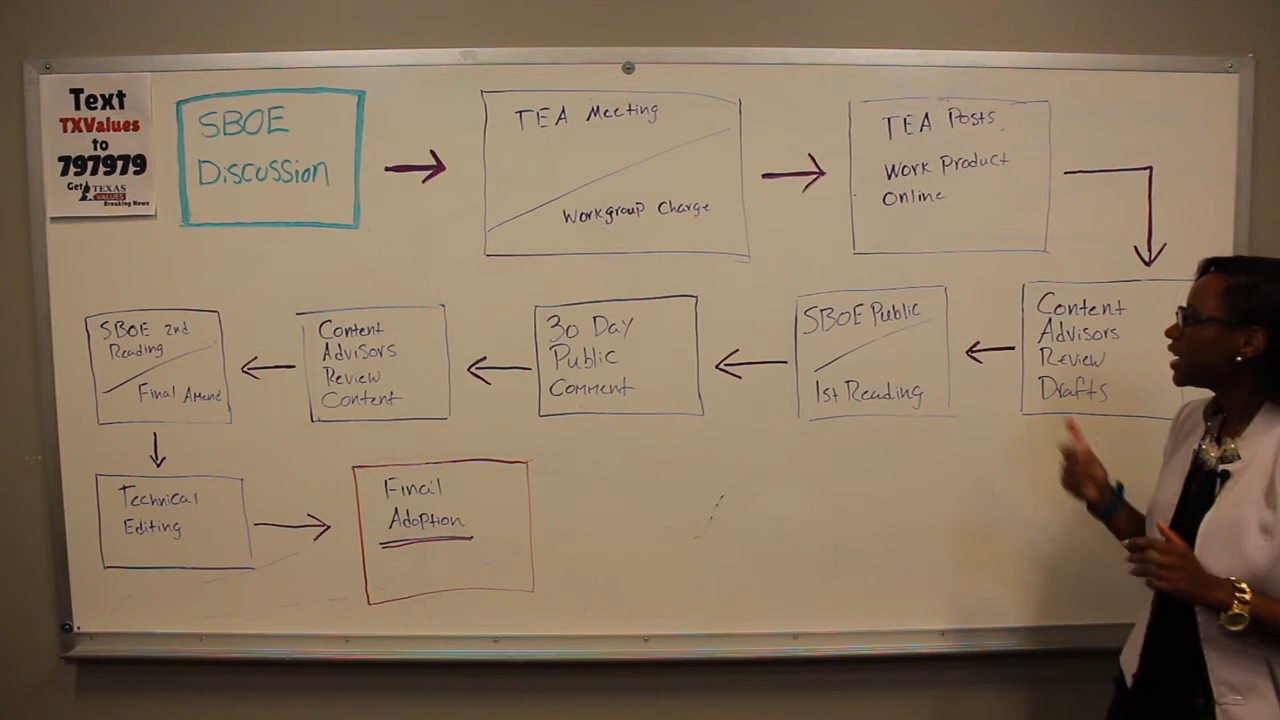 Text
TXValues
to
797979
Get TEXAS
VALUES
Breaking News
SBOE
Discussion
TEA Meeting
Workgroup Charge
TEA Posts
Work Product
Online
Content
Advisors
Review
Drafts
SBOE Public
1st Reading
30 Day
Public
Comment
Content
Advisors
Review
Content
SBOE 2nd
Reading
Final Amend
Technical
Editing
Final
Adoption